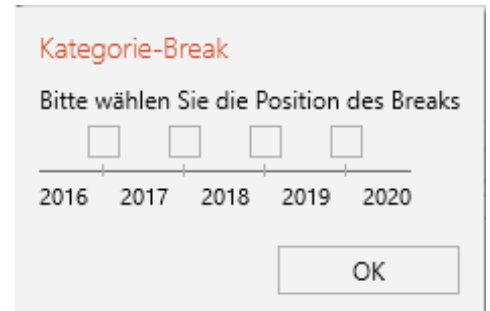 Kategorie-Break
Bitte wählen Sie die Position des Breaks
2016 2017 2018 2019 2020
OK